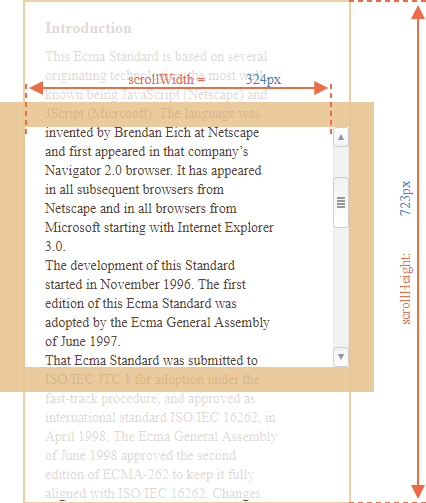 Introduction
This Ecma Standard is based on several
originating technologies, the most well
scrollWidth = 324px
known being JavaScript (Netscape) and
JScript (Microsoft). The language was
invented by Brendan Eich at Netscape
and first appeared in that company’s
Navigator 2.0 browser. It has appeared
in all subsequent browsers from
Netscape and in all browsers from
Microsoft starting with Internet Explorer
3.0.
The development of this Standard
started in November 1996. The first
edition of this Ecma Standard was
adopted by the Ecma General Assembly
of June 1997.
That Ecma Standard was submitted to
ISO/IEC JTC 1 for adoption under the
fast-track procedure, and approved as
international standard ISO/IEC 16262, in
April 1998. The Ecma General Assembly
of June 1998 approved the second
edition of ECMA-262 to keep it fully
aligned with ISO/IEC 16262. Changes
scrollHeight: 723px